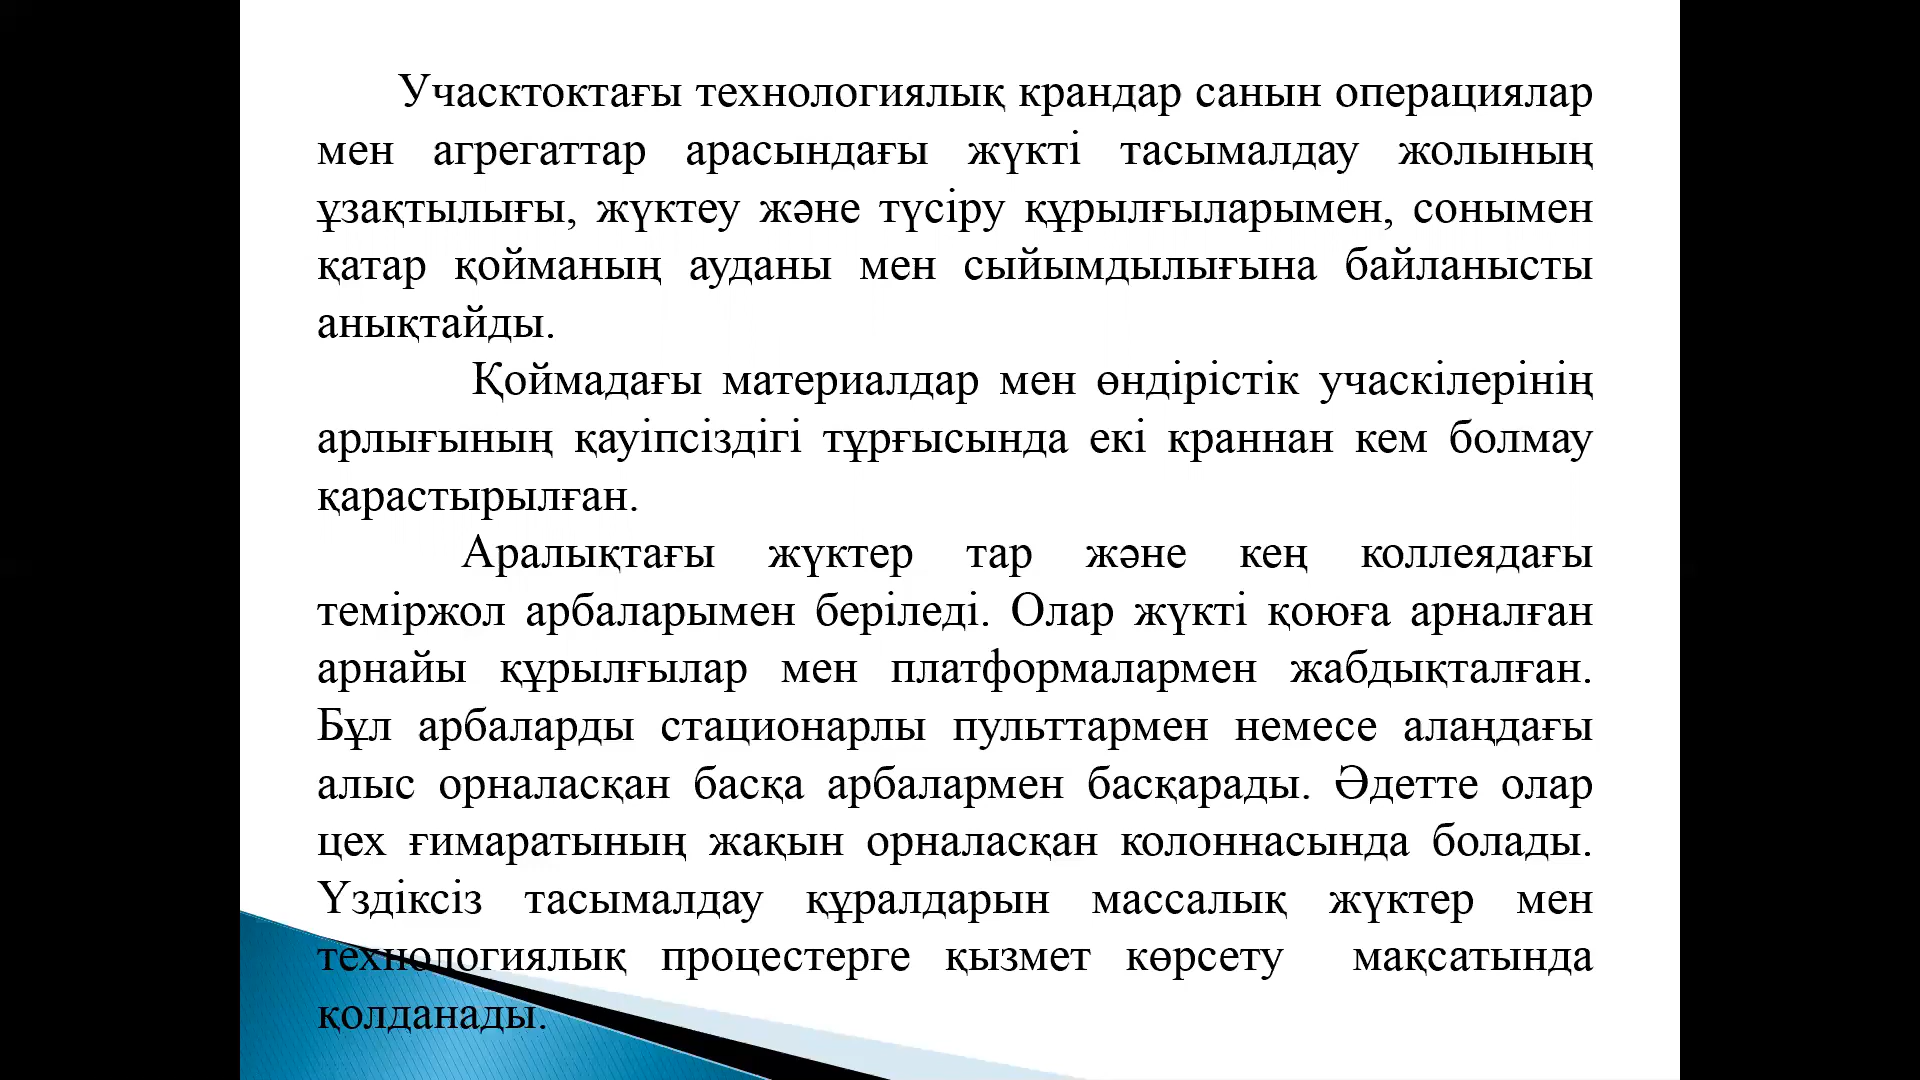 Учасктоктағы технологиялық крандар санын операциялар
мен агрегаттар арасындағы жүкті тасымалдау жолының
ұзақтылығы, жүктеу және түсіру құрылғыларымен, сонымен
қатар қойманың ауданы мен сыйымдылығына байланысты
анықтайды.
Қоймадағы материалдар мен өндірістік учаскілерінің
арлығының қауіпсіздігі тұрғысында екі краннан кем болмау
қарастырылған.
Аралықтағы жүктер тар және кең коллеядағы
теміржол арбаларымен беріледі. Олар жүкті қоюға арналған
арнайы құрылғылар мен платформалармен жабдықталған.
Бұл арбаларды стационарлы пульттармен немесе алаңдағы
алыс орналасқан басқа арбалармен басқарады. Әдетте олар
цех ғимаратының жақын орналасқан колоннасында болады.
Үздіксіз тасымалдау құралдарын массалық жүктер мен
технологиялық процестерге қызмет көрсету мақсатында
қолданады.